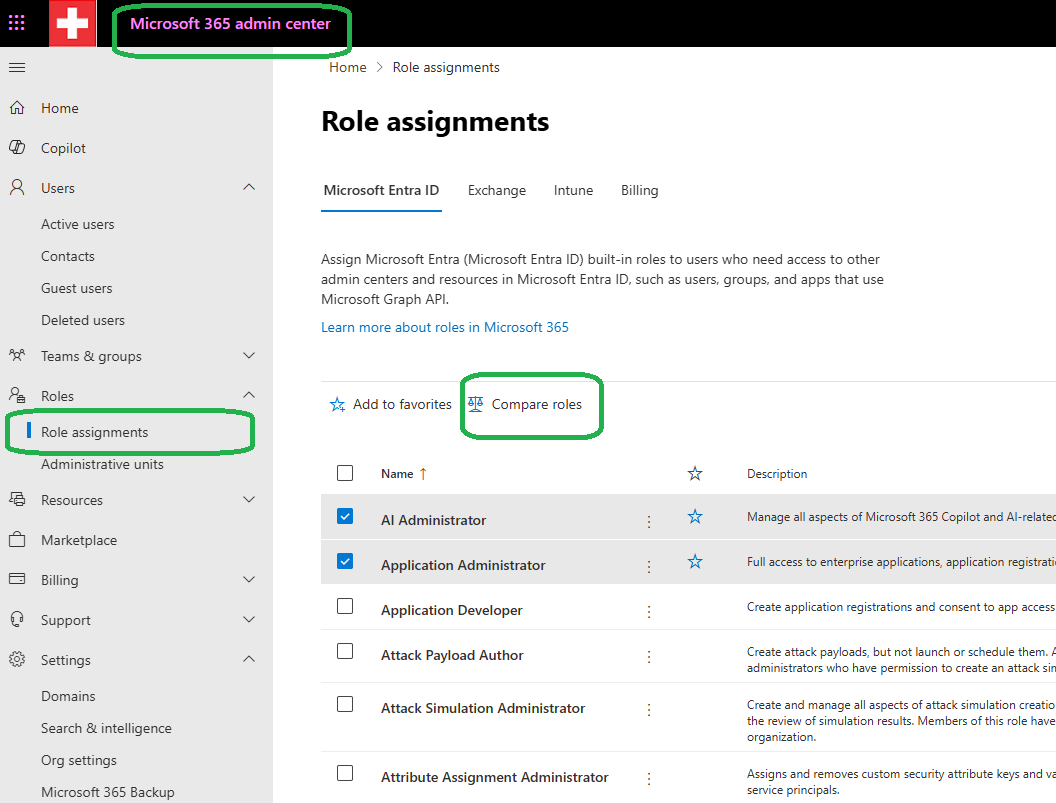 Microsoft 365 admin center
Home
Copilot
Users
Active users
Contacts
Guest users
Deleted users
Teams & groups
Roles
Role assignments
Administrative units
Resources
Marketplace
Billing
Support
Settings
Domains
Search & intelligence
Org settings
Microsoft 365 Backup
Home > Role assignments
Role assignments
Microsoft Entra ID Exchange Intune Billing
Assign Microsoft Entra (Microsoft Entra ID) built-in roles to users who need access to other
admin centers and resources in Microsoft Entra ID, such as users, groups, and apps that use
Microsoft Graph API.
Learn more about roles in Microsoft 365
Add to favorites Compare roles
Name ↑ Description
AI Administrator Manage all aspects of Microsoft 365 Copilot and AI-related
Application Administrator Full access to enterprise applications, application registrati
Application Developer Create application registrations and consent to app access
Attack Payload Author Create attack payloads, but not launch or schedule them. A
administrators who have permission to create an attack sim
Attack Simulation Administrator Create and manage all aspects of attack simulation creatio
the review of simulation results. Members of this role have
organization.
Attribute Assignment Administrator Assigns and removes custom security attribute keys and va
service principals.